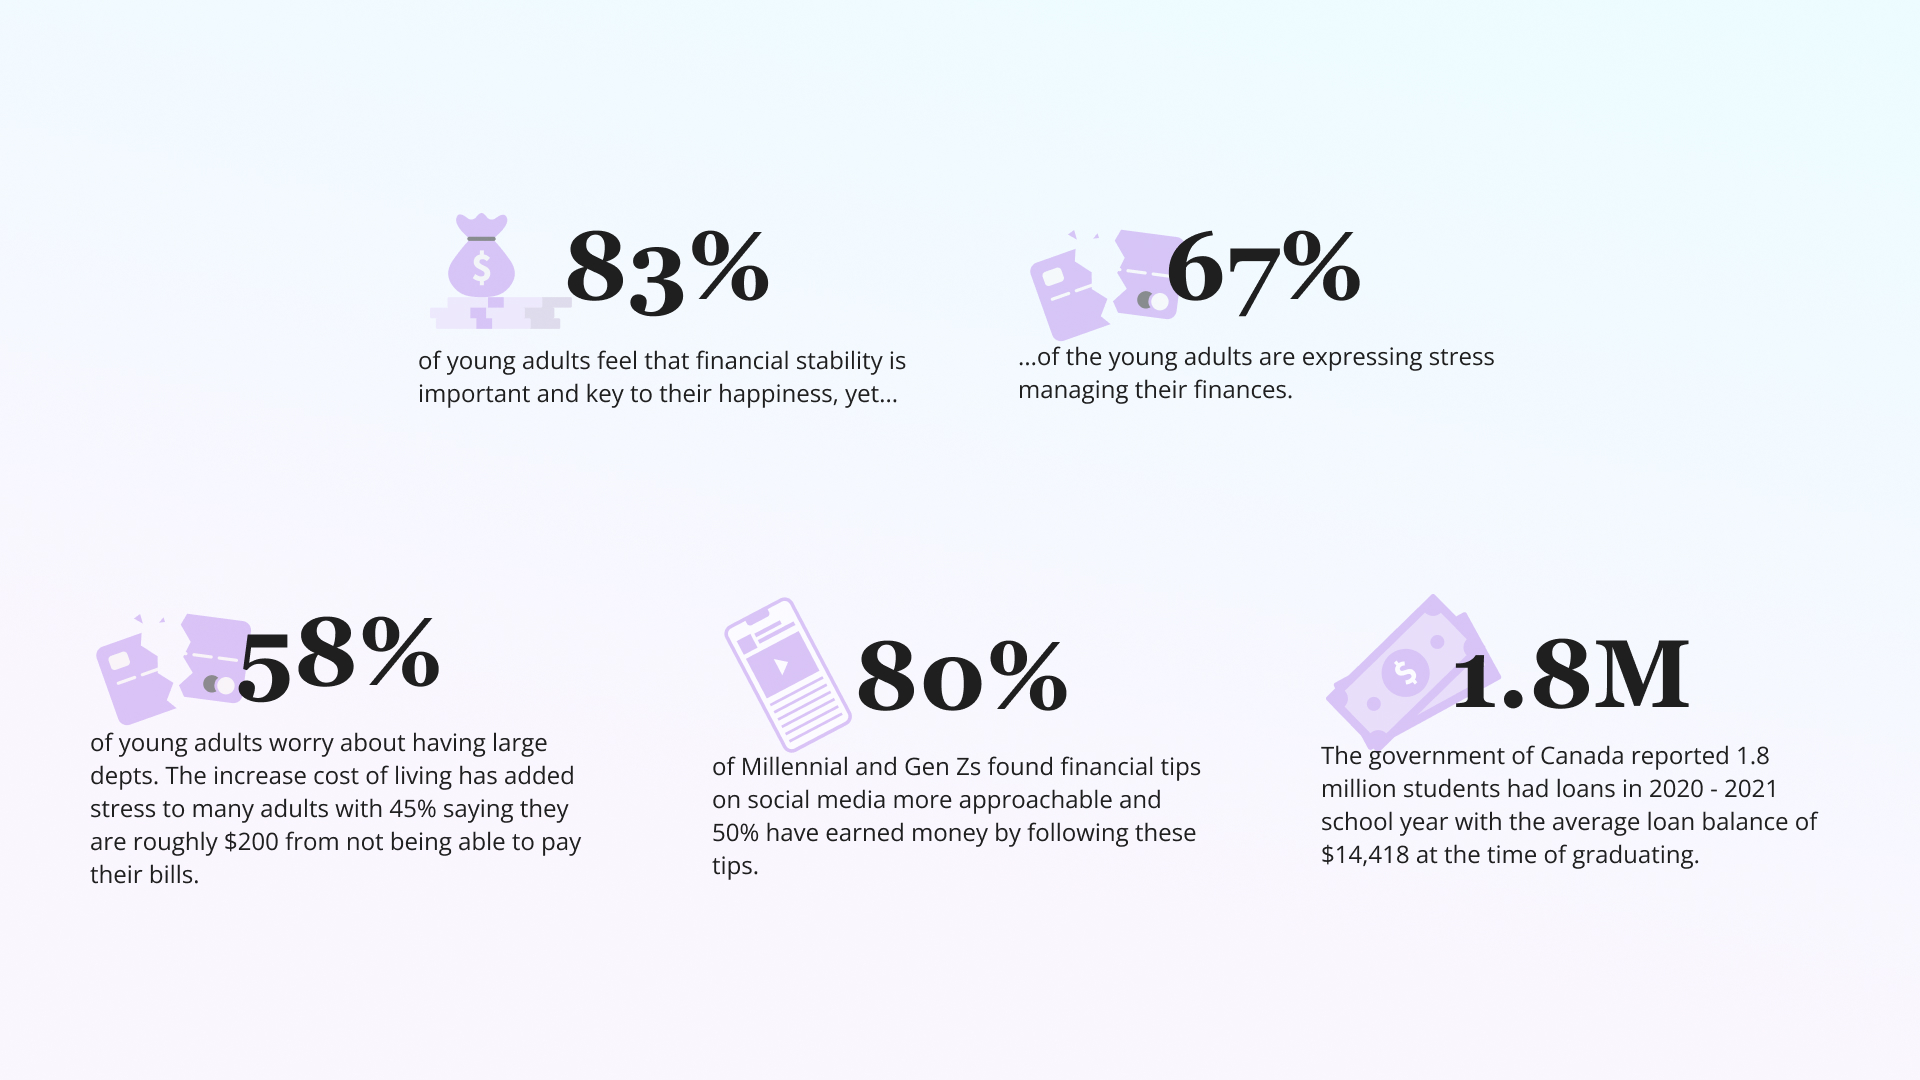 83%
of young adults feel that financial stability is
important and key to their happiness, yet...
67%
...of the young adults are expressing stress
managing their finances.
58%
of young adults worry about having large
depts. The increase cost of living has added
stress to many adults with 45% saying they
are roughly $200 from not being able to pay
their bills.
80%
of Millennial and Gen Zs found financial tips
on social media more approachable and
50% have earned money by following these
tips.
1.8M
The government of Canada reported 1.8
million students had loans in 2020 - 2021
school year with the average loan balance of
$14,418 at the time of graduating.